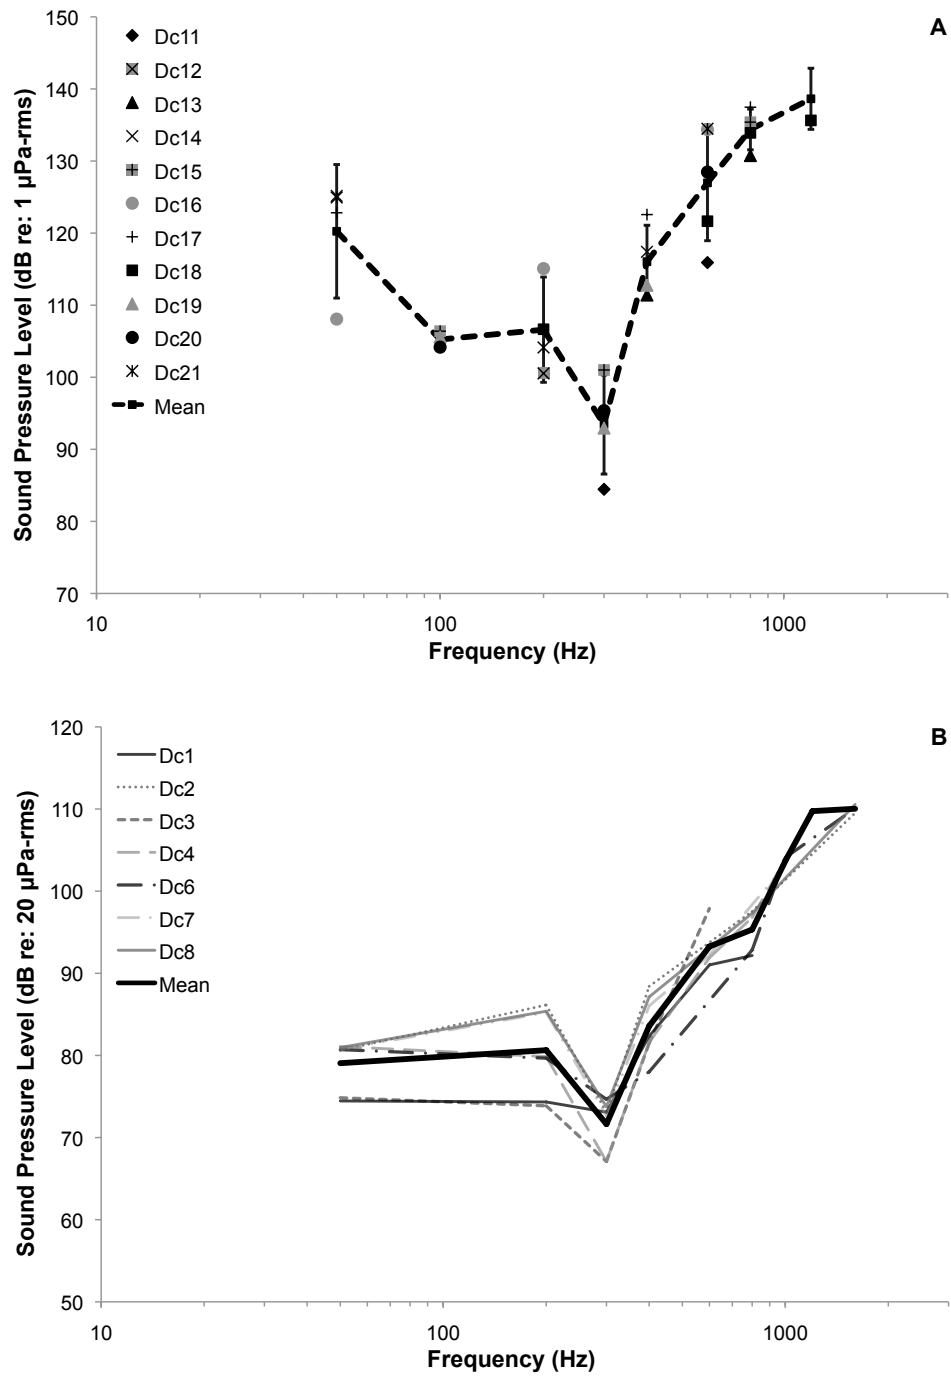 A
Sound Pressure Level (dB re: 1 µPa-rms)
150
140
130
120
110
100
90
80
70
Dc11
Dc12
Dc13
Dc14
Dc15
Dc16
Dc17
Dc18
Dc19
Dc20
Dc21
Mean
10
100
1000
Frequency (Hz)
B
Sound Pressure Level (dB re: 20 µPa-rms)
120
110
100
90
80
70
60
50
Dc1
Dc2
Dc3
Dc4
Dc6
Dc7
Dc8
Mean
10
100
1000
Frequency (Hz)